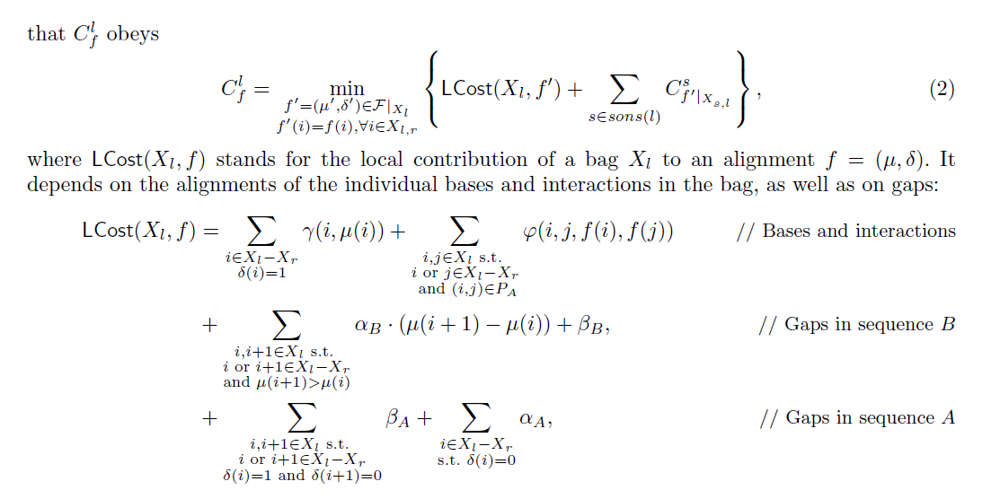 that $C_f^l$ obeys
$$C_f^l = \min_{\substack{f'=(\mu',\delta')\in\mathcal{F}|_{X_l} \\ f'(i)=f(i),\forall i\in X_{l,r}}} \left\{ \mathsf{LCost}(X_l, f') + \sum_{s\in sons(l)} C^s_{f'|_{X_{s,l}}} \right\}, \quad (2)$$
where $\mathsf{LCost}(X_l, f)$ stands for the local contribution of a bag $X_l$ to an alignment $f = (\mu, \delta)$. It
depends on the alignments of the individual bases and interactions in the bag, as well as on gaps:
$$\mathsf{LCost}(X_l, f) = \sum_{\substack{i\in X_l-X_r \\ \delta(i)=1}} \gamma(i, \mu(i)) + \sum_{\substack{i,j\in X_l \text{ s.t.} \\ i \text{ or } j\in X_l-X_r \\ \text{and } (i,j)\in P_A}} \varphi(i, j, f(i), f(j)) \quad \text{// Bases and interactions}$$
$$+ \sum_{\substack{i,i+1\in X_l \text{ s.t.} \\ i \text{ or } i+1\in X_l-X_r \\ \text{and } \mu(i+1)>\mu(i)}} \alpha_B \cdot (\mu(i+1) - \mu(i)) + \beta_B, \quad \text{// Gaps in sequence } B$$
$$+ \sum_{\substack{i,i+1\in X_l \text{ s.t.} \\ i \text{ or } i+1\in X_l-X_r \\ \delta(i)=1 \text{ and } \delta(i+1)=0}} \beta_A + \sum_{\substack{i\in X_l-X_r \\ \text{s.t. } \delta(i)=0}} \alpha_A, \quad \text{// Gaps in sequence } A$$